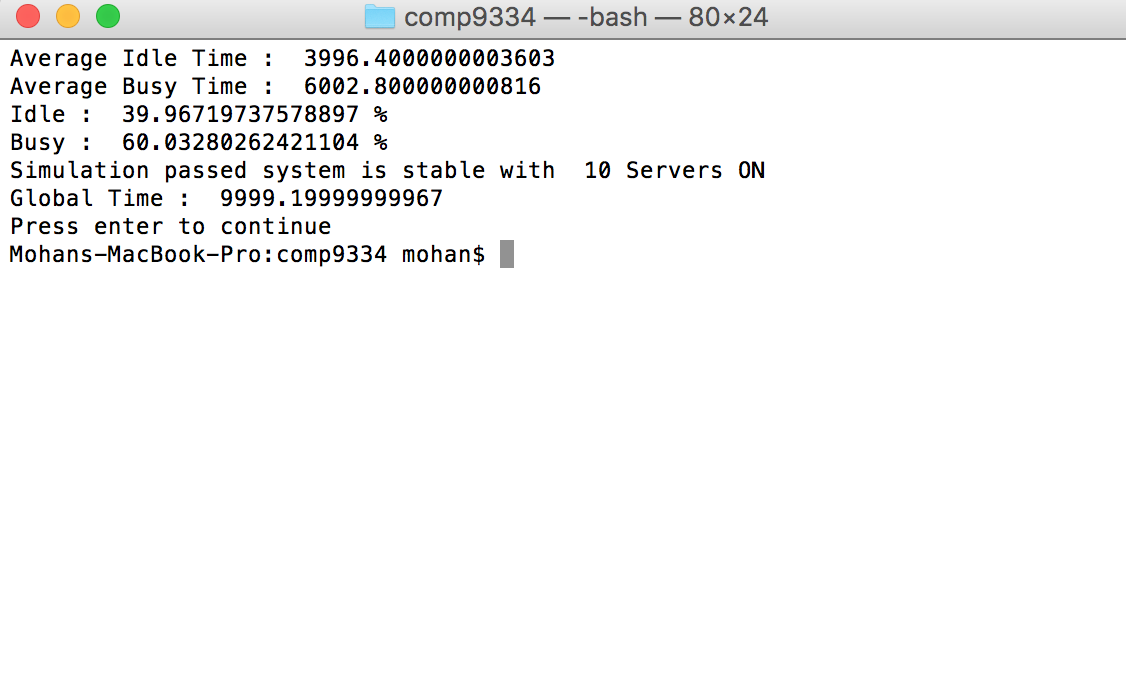 comp9334 — -bash — 80×24
Average Idle Time :  3996.4000000003603
Average Busy Time :  6002.800000000816
Idle :  39.96719737578897 %
Busy :  60.03280262421104 %
Simulation passed system is stable with  10 Servers ON
Global Time :  9999.19999999967
Press enter to continue
Mohans-MacBook-Pro:comp9334 mohan$